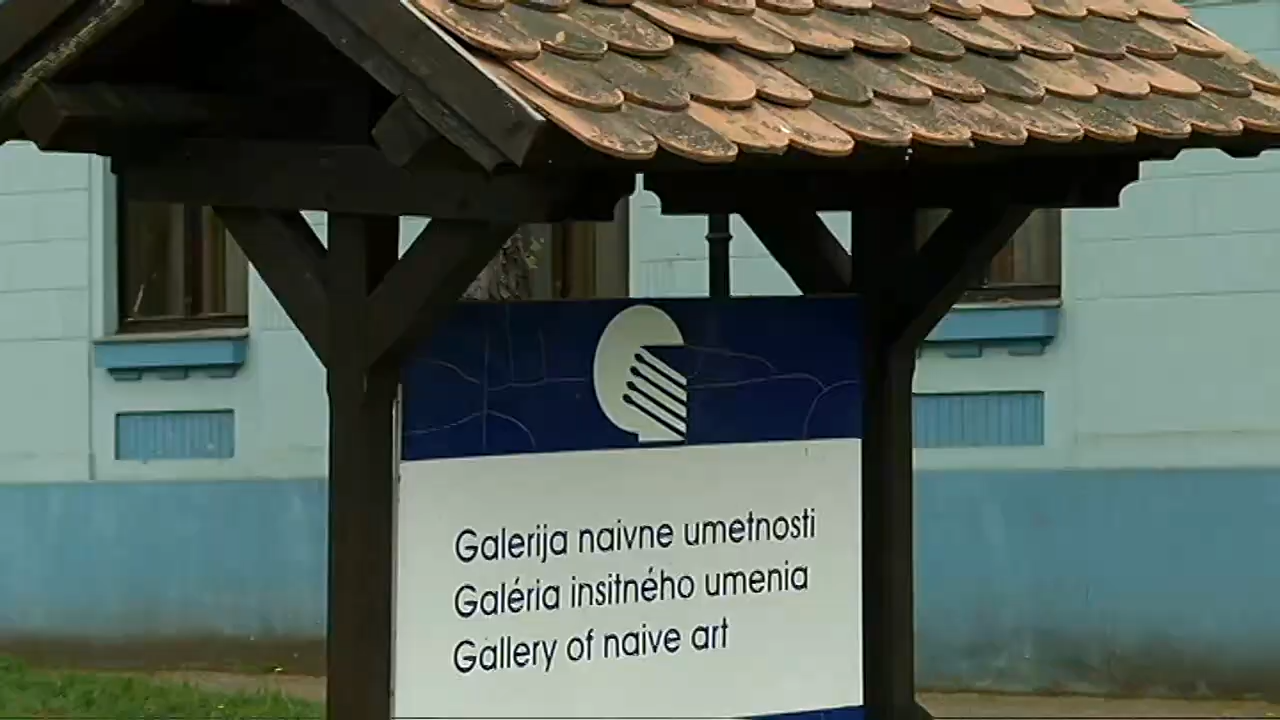 Galerija naivne umetnosti
Galéria insitného umenia
Gallery of naive art